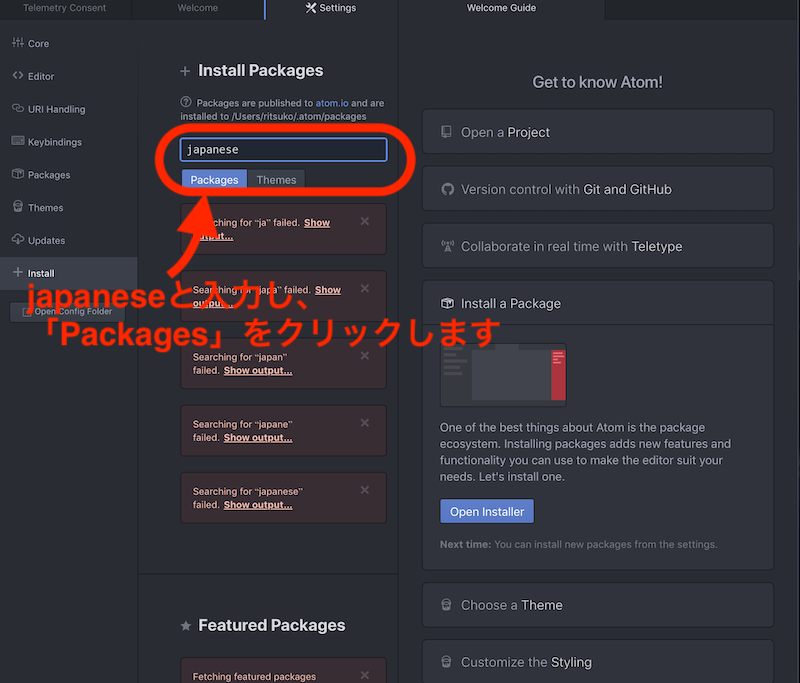 Telemetry Consent
Welcome
Settings
Welcome Guide
Core
Editor
URI Handling
Keybindings
Packages
Themes
Updates
Install
Open Config Folder
Install Packages
Packages are published to atom.io and are
installed to /Users/ritsuko/.atom/packages
japanese
Packages
Themes
ching for “ja” failed. Show
output...
Searching for “japa” failed. Show
output...
japaneseと入力し、
「Packages」をクリックします
Searching for “japan”
failed. Show output...
Searching for “japane”
failed. Show output...
Searching for “japanese”
failed. Show output...
Featured Packages
Fetching featured packages
Get to know Atom!
Open a Project
Version control with Git and GitHub
Collaborate in real time with Teletype
Install a Package
One of the best things about Atom is the package
ecosystem. Installing packages adds new features and
functionality you can use to make the editor suit your
needs. Let's install one.
Open Installer
Next time: You can install new packages from the settings.
Choose a Theme
Customize the Styling